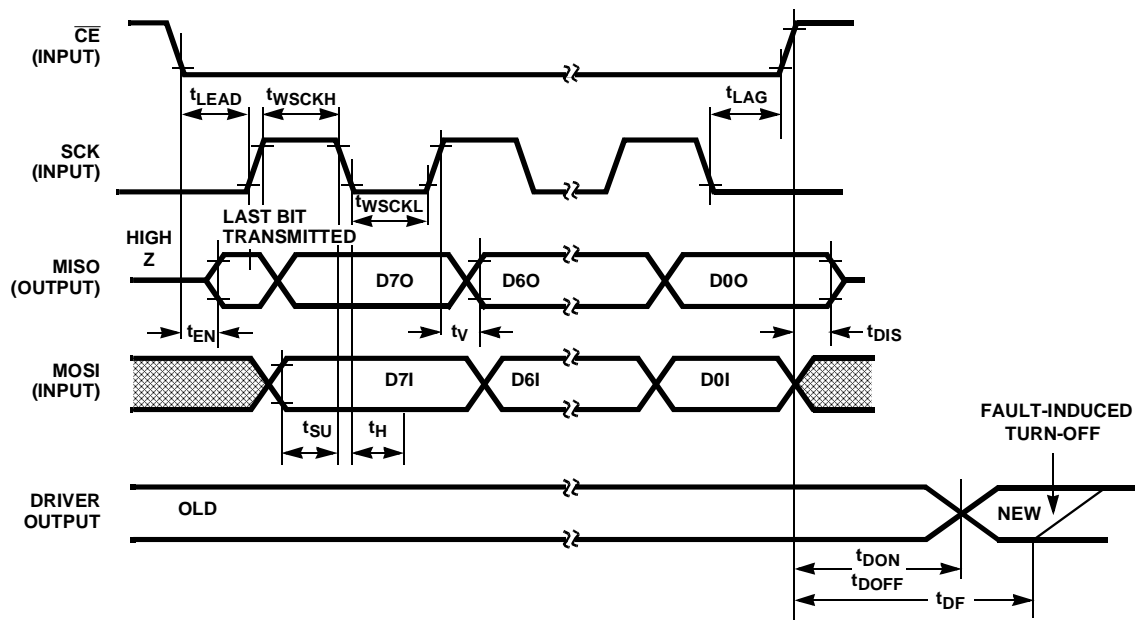 CE
(INPUT)
tLEAD
tWSCKH
tLAG
SCK
(INPUT)
tWSCKL
LAST BIT
TRANSMITTED
HIGH
Z
MISO
(OUTPUT)
D7O
D6O
D0O
tEN
tV
tDIS
MOSI
(INPUT)
D7I
D6I
D0I
tSU
tH
FAULT-INDUCED
TURN-OFF
DRIVER
OUTPUT
OLD
NEW
tDON
tDOFF
tDF